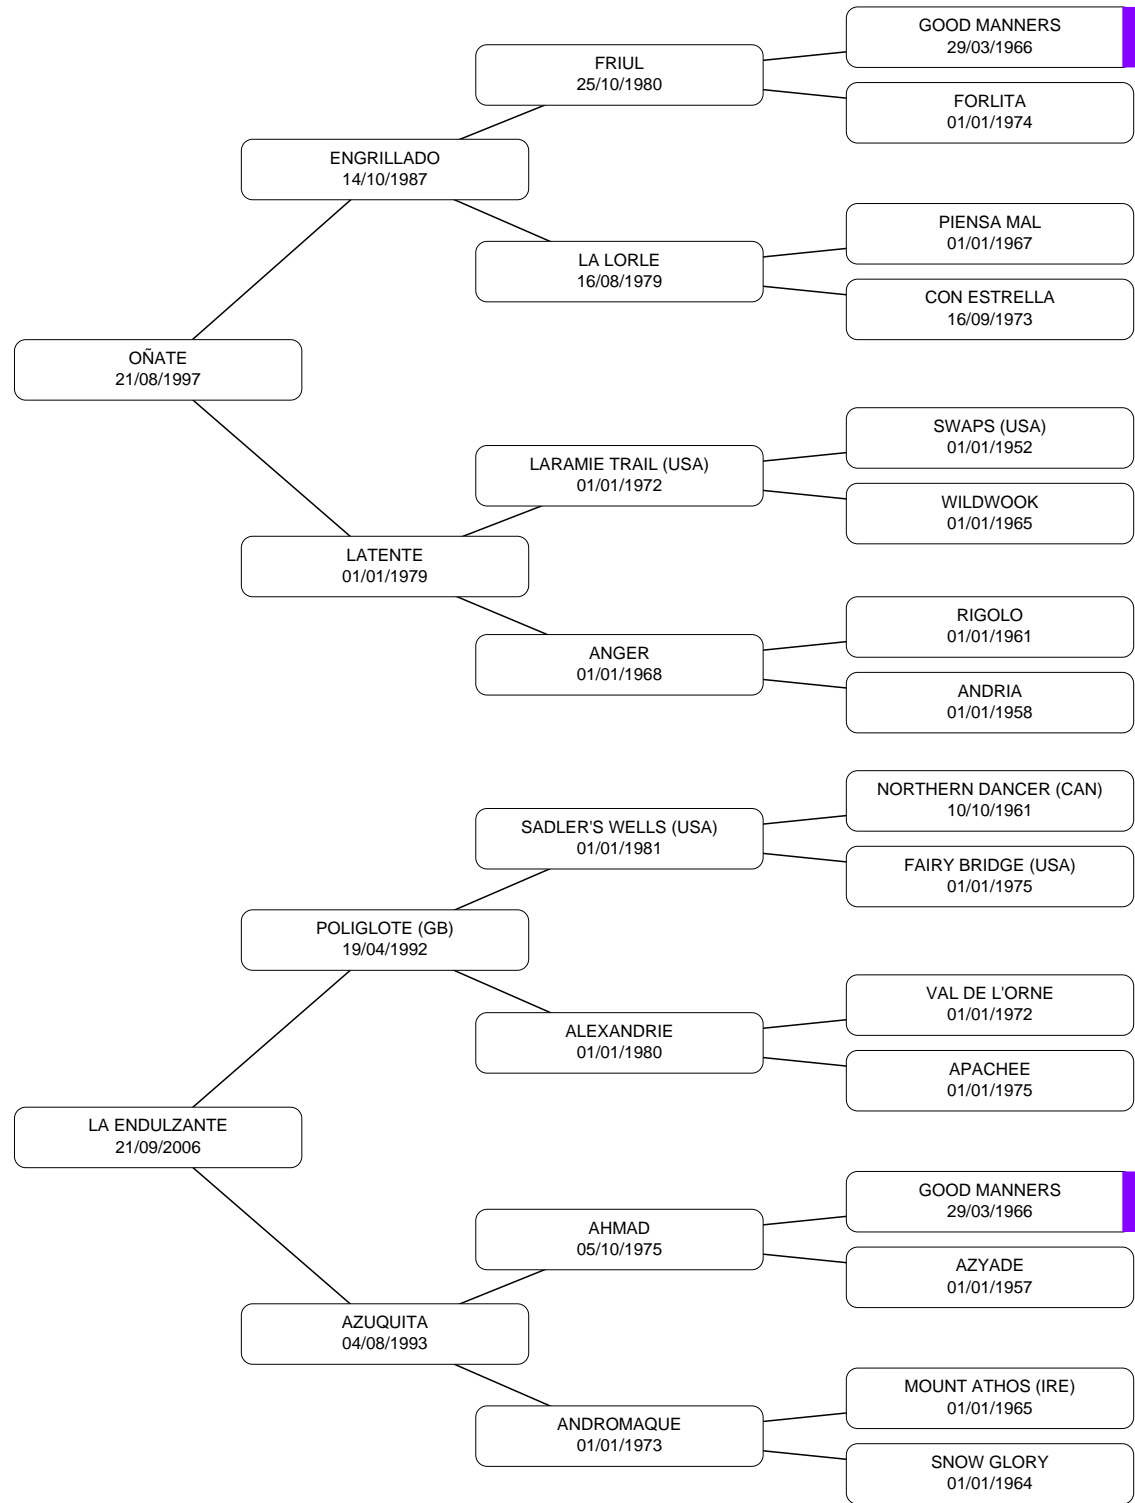 GOOD MANNERS
29/03/1966
FRIUL
25/10/1980
FORLITA
01/01/1974
ENGRILLADO
14/10/1987
PIENSA MAL
01/01/1967
LA LORLE
16/08/1979
CON ESTRELLA
16/09/1973
OÑATE
21/08/1997
SWAPS (USA)
01/01/1952
LARAMIE TRAIL (USA)
01/01/1972
WILDWOOK
01/01/1965
LATENTE
01/01/1979
RIGOLO
01/01/1961
ANGER
01/01/1968
ANDRIA
01/01/1958
NORTHERN DANCER (CAN)
10/10/1961
SADLER'S WELLS (USA)
01/01/1981
FAIRY BRIDGE (USA)
01/01/1975
POLIGLOTE (GB)
19/04/1992
VAL DE L'ORNE
01/01/1972
ALEXANDRIE
01/01/1980
APACHEE
01/01/1975
LA ENDULZANTE
21/09/2006
GOOD MANNERS
29/03/1966
AHMAD
05/10/1975
AZYADE
01/01/1957
AZUQUITA
04/08/1993
MOUNT ATHOS (IRE)
01/01/1965
ANDROMAQUE
01/01/1973
SNOW GLORY
01/01/1964